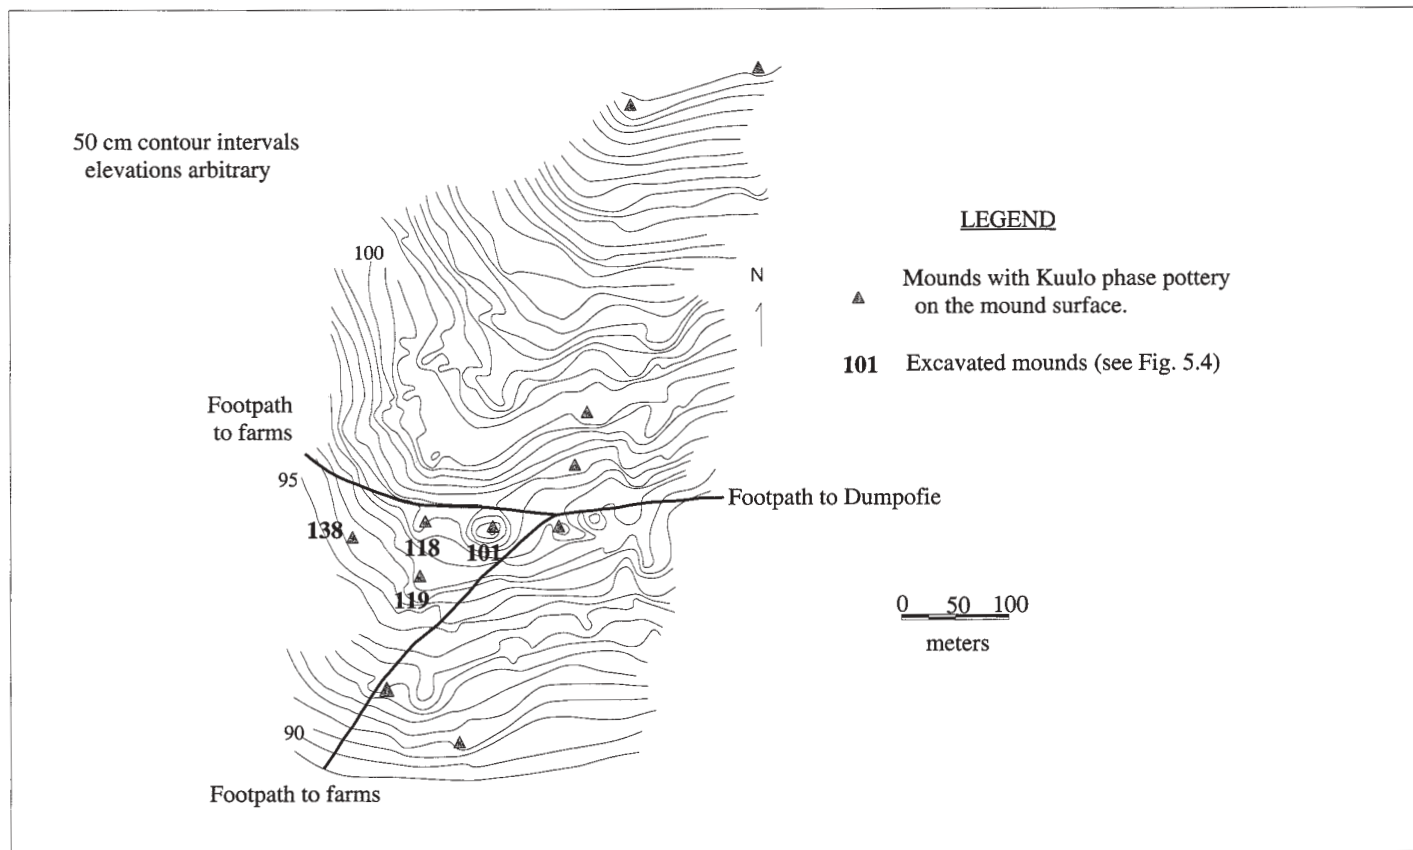 50 cm contour intervals
elevations arbitrary
LEGEND
100
N
Mounds with Kuulo phase pottery
on the mound surface.
101 Excavated mounds (see Fig. 5.4)
Footpath
to farms
95
Footpath to Dumpofie
138
118
101
119
0 50 100
meters
90
Footpath to farms